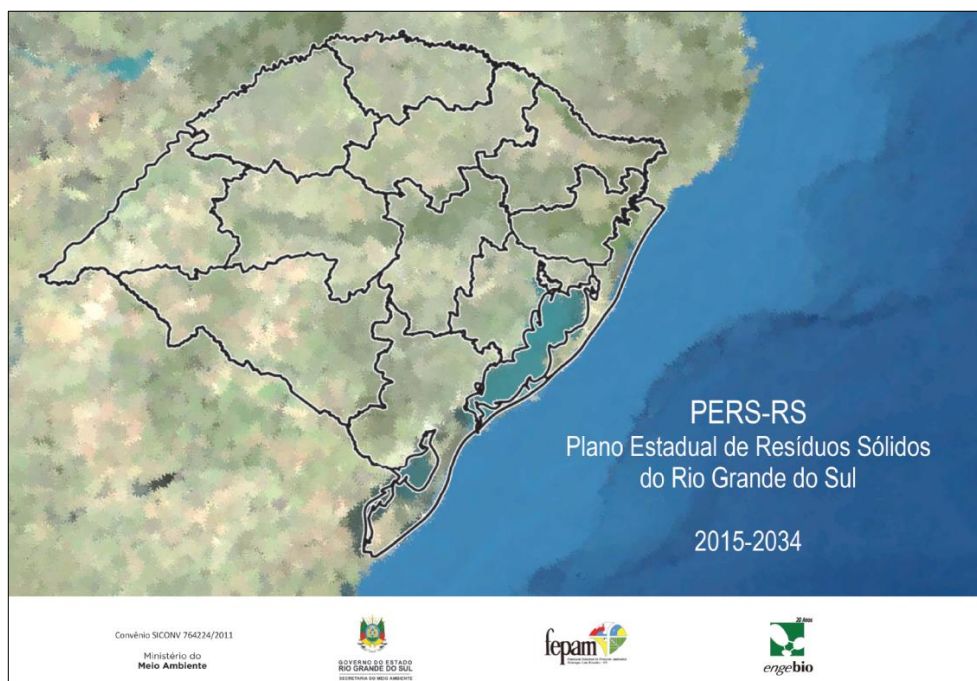 PERS-RS
Plano Estadual de Resíduos Sólidos
do Rio Grande do Sul
2015-2034
Convênio SICONV 764224/2011
Ministério do
Meio Ambiente
GOVERNO DO ESTADO
RIO GRANDE DO SUL
SECRETARIA DO MEIO AMBIENTE
fepam
20 Anos
engebio